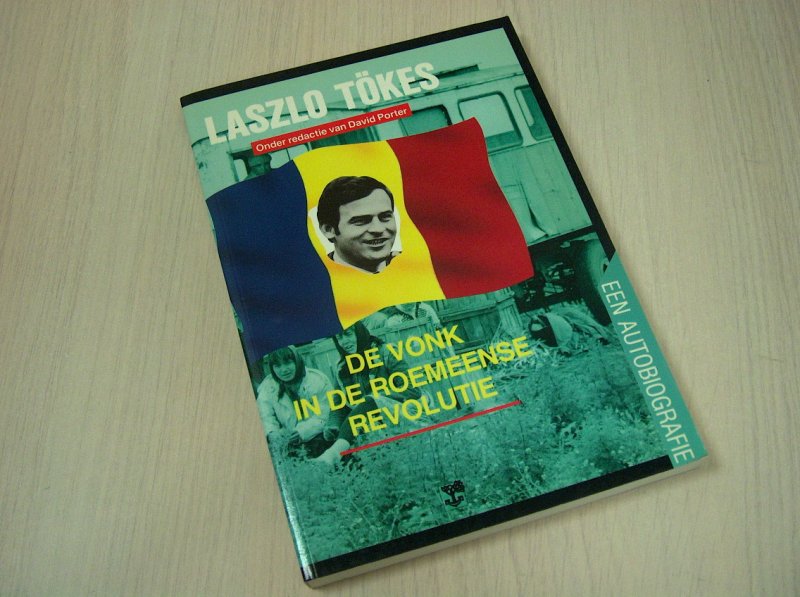 LASZLO TÖKES
Onder redactie van David Porter
DE VONK
IN DE ROEMEENSE
REVOLUTIE
EEN AUTOBIOGRAFIE